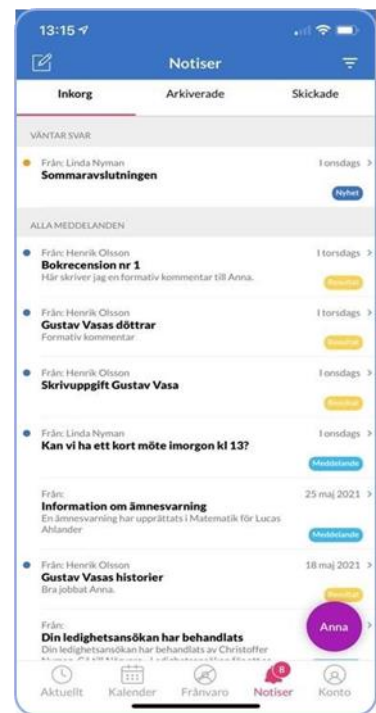 13:15
Notiser
Inkorg
Arkiverade
Skickade
VÄNTAR SVAR
Från: Linda Nyman
I onsdags
Sommaravslutningen
Nyhet
ALLA MEDDELANDEN
Från: Henrik Olsson
I torsdags
Bokrecension nr 1
Här skriver jag en formativ kommentar till Anna.
Resultat
Från: Henrik Olsson
I torsdags
Gustav Vasas döttrar
Formativ kommentar
Resultat
Från: Henrik Olsson
I onsdags
Skrivuppgift Gustav Vasa
Resultat
Från: Linda Nyman
I onsdags
Kan vi ha ett kort möte imorgon kl 13?
Meddelande
Från:
25 maj 2021
Information om ämnesvarning
En ämnesvarning har upprättats i Matematik för Lucas
Ahlander
Meddelande
Från: Henrik Olsson
18 maj 2021
Gustav Vasas historier
Bra jobbat Anna.
Resultat
Från:
Din ledighetsansökan har behandlats
Din ledighetsansökan har behandlats av Christoffer
Anna
8
Aktuellt
Kalender
Frånvaro
Notiser
Konto